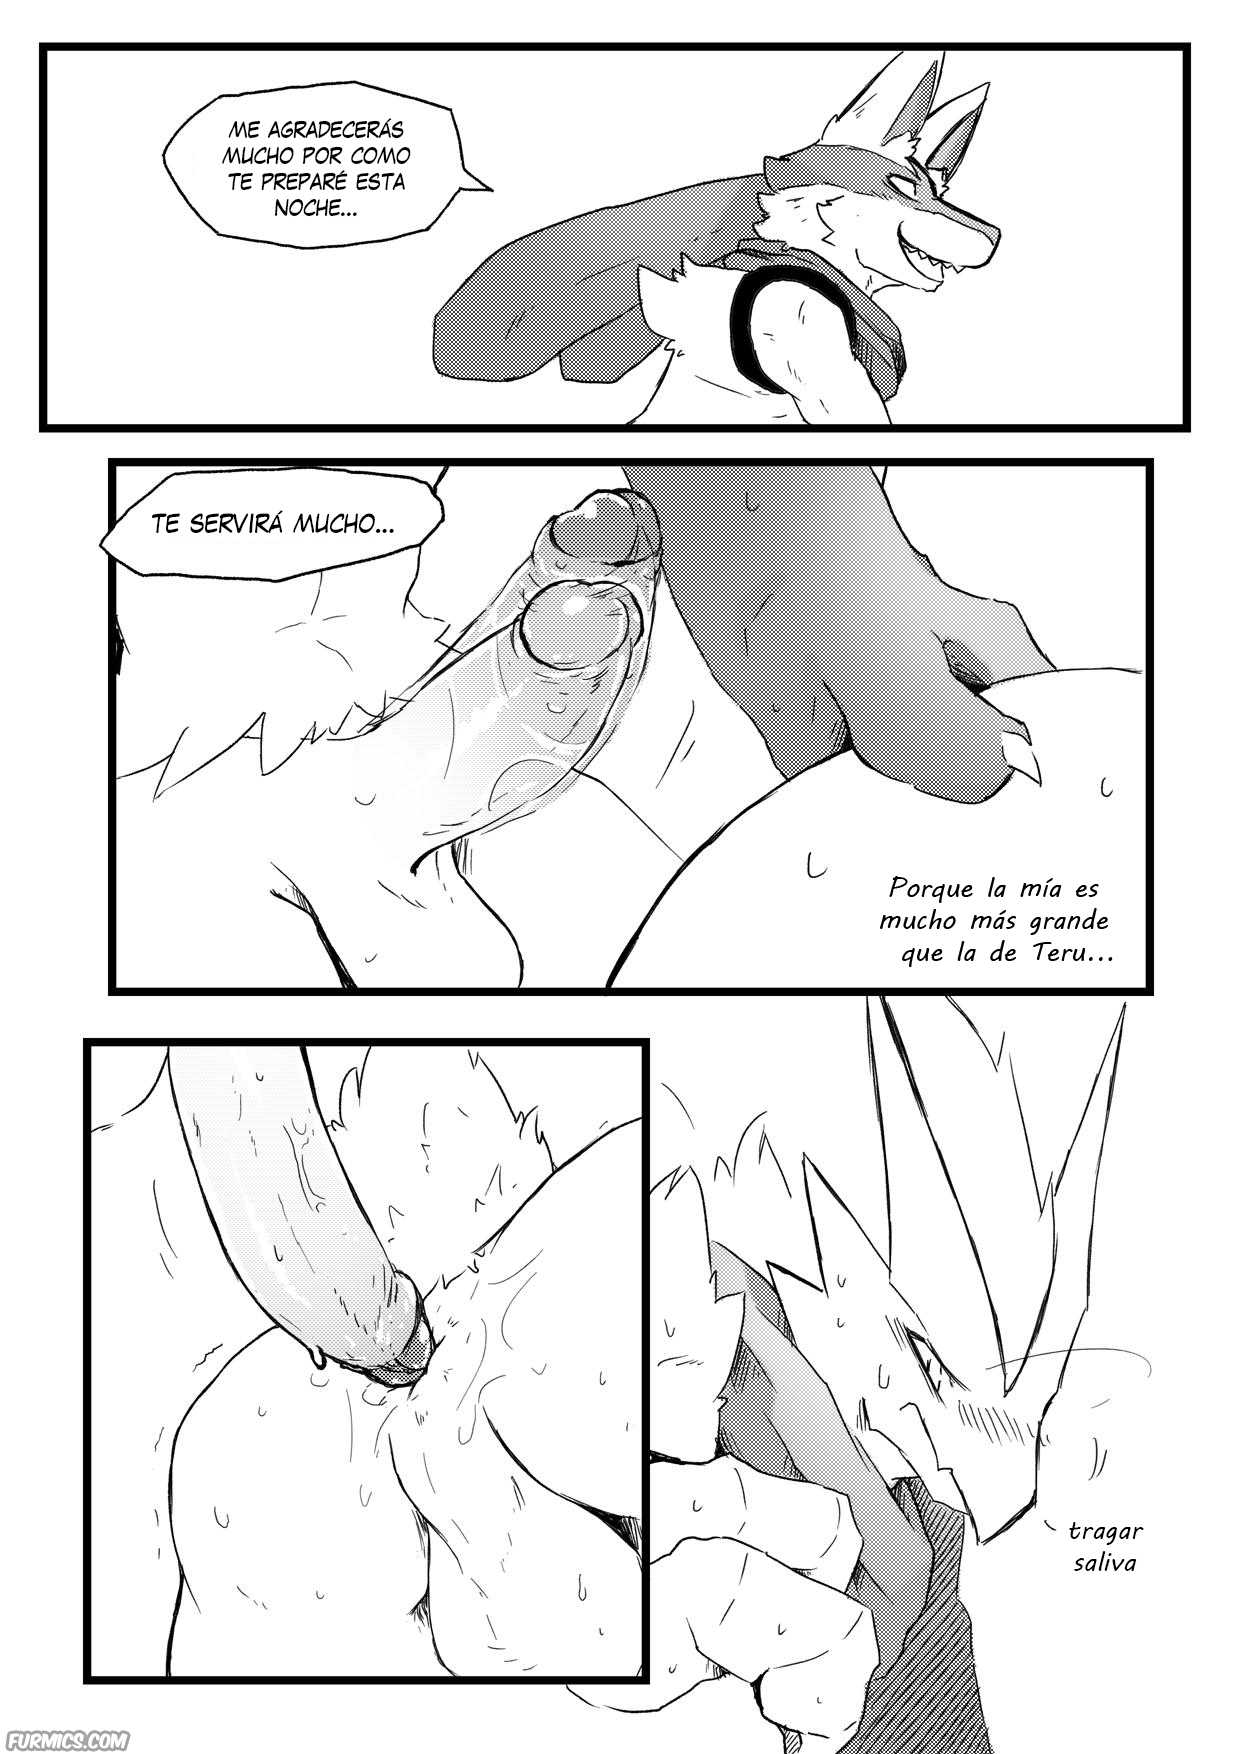 ME AGRADECERÁS
MUCHO POR COMO
TE PREPARÉ ESTA
NOCHE...
TE SERVIRÁ MUCHO...
Porque la mía es
mucho más grande
que la de Teru...
tragar
saliva
FURMICS.COM